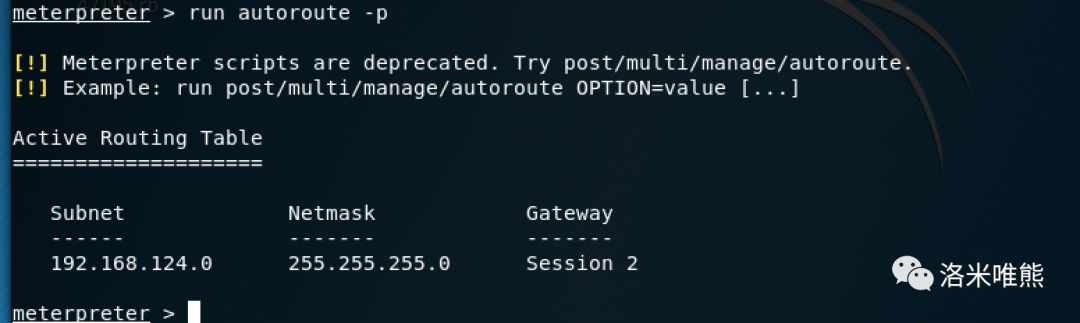 meterpreter > run autoroute -p
[!] Meterpreter scripts are deprecated. Try post/multi/manage/autoroute.
[!] Example: run post/multi/manage/autoroute OPTION=value [...]
Active Routing Table
====================
Subnet Netmask Gateway
------ ------- -------
192.168.124.0 255.255.255.0 Session 2
洛米唯熊
meterpreter >